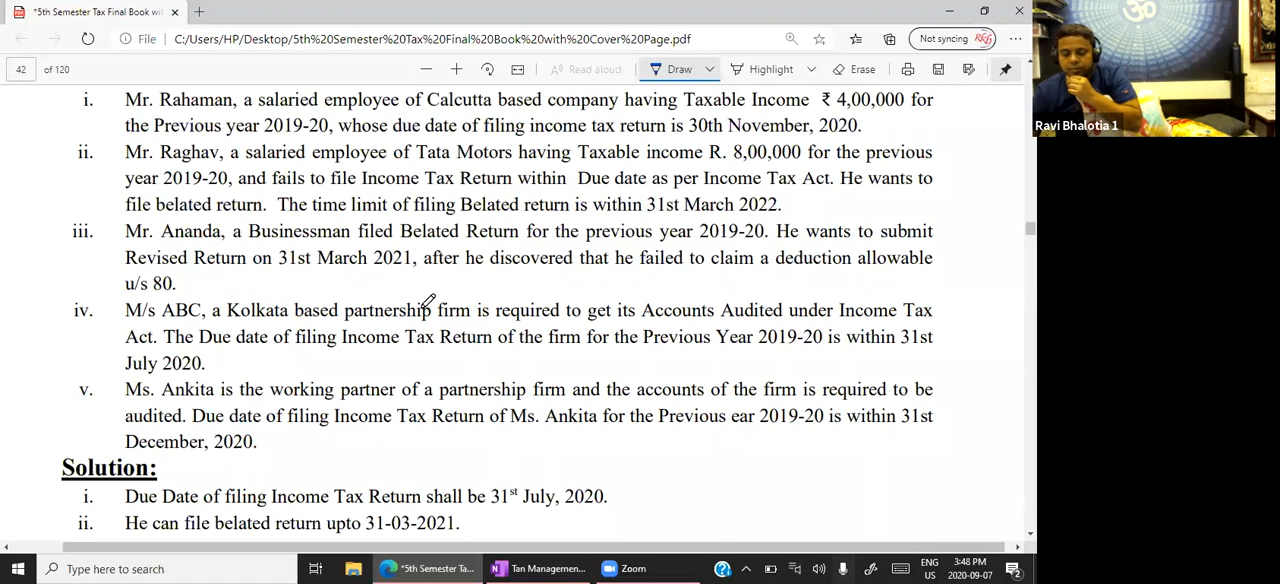 *5th Semester Tax Final Book wit
File
C:/Users/HP/Desktop/5th%20Semester%20Tax%20Final%20Book%20with%20Cover%20Page.pdf
Not syncing
42 of 120
Read aloud
Draw
Highlight
Erase
i. Mr. Rahaman, a salaried employee of Calcutta based company having Taxable Income ₹ 4,00,000 for
the Previous year 2019-20, whose due date of filing income tax return is 30th November, 2020.
ii. Mr. Raghav, a salaried employee of Tata Motors having Taxable income R. 8,00,000 for the previous
year 2019-20, and fails to file Income Tax Return within Due date as per Income Tax Act. He wants to
file belated return. The time limit of filing Belated return is within 31st March 2022.
iii. Mr. Ananda, a Businessman filed Belated Return for the previous year 2019-20. He wants to submit
Revised Return on 31st March 2021, after he discovered that he failed to claim a deduction allowable
u/s 80.
iv. M/s ABC, a Kolkata based partnership firm is required to get its Accounts Audited under Income Tax
Act. The Due date of filing Income Tax Return of the firm for the Previous Year 2019-20 is within 31st
July 2020.
v. Ms. Ankita is the working partner of a partnership firm and the accounts of the firm is required to be
audited. Due date of filing Income Tax Return of Ms. Ankita for the Previous ear 2019-20 is within 31st
December, 2020.
Solution:
i. Due Date of filing Income Tax Return shall be 31st July, 2020.
ii. He can file belated return upto 31-03-2021.
Ravi Bhalotia 1
Type here to search
*5th Semester Ta...
Tan Managemen...
Zoom
ENG
US
3:48 PM
2020-09-07
2